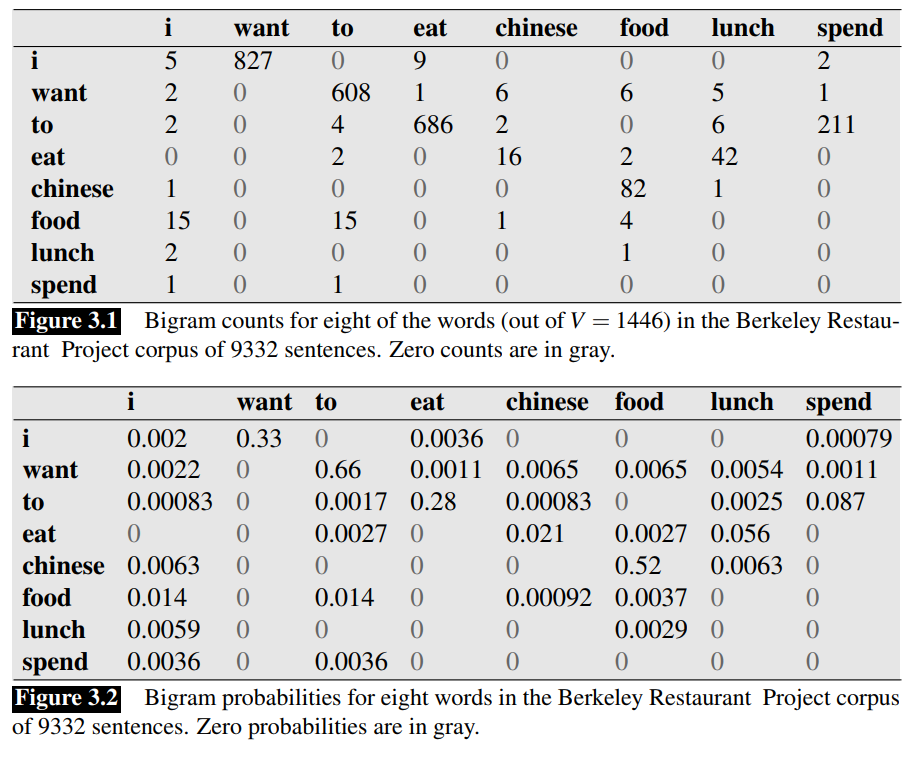 i want to eat chinese food lunch spend
i 5 827 0 9 0 0 0 2
want 2 0 608 1 6 6 5 1
to 2 0 4 686 2 0 6 211
eat 0 0 2 0 16 2 42 0
chinese 1 0 0 0 0 82 1 0
food 15 0 15 0 1 4 0 0
lunch 2 0 0 0 0 1 0 0
spend 1 0 1 0 0 0 0 0
Figure 3.1 Bigram counts for eight of the words (out of V = 1446) in the Berkeley Restau-
rant Project corpus of 9332 sentences. Zero counts are in gray.
i want to eat chinese food lunch spend
i 0.002 0.33 0 0.0036 0 0 0 0.00079
want 0.0022 0 0.66 0.0011 0.0065 0.0065 0.0054 0.0011
to 0.00083 0 0.0017 0.28 0.00083 0 0.0025 0.087
eat 0 0 0.0027 0 0.021 0.0027 0.056 0
chinese 0.0063 0 0 0 0 0.52 0.0063 0
food 0.014 0 0.014 0 0.00092 0.0037 0 0
lunch 0.0059 0 0 0 0 0.0029 0 0
spend 0.0036 0 0.0036 0 0 0 0 0
Figure 3.2 Bigram probabilities for eight words in the Berkeley Restaurant Project corpus
of 9332 sentences. Zero probabilities are in gray.